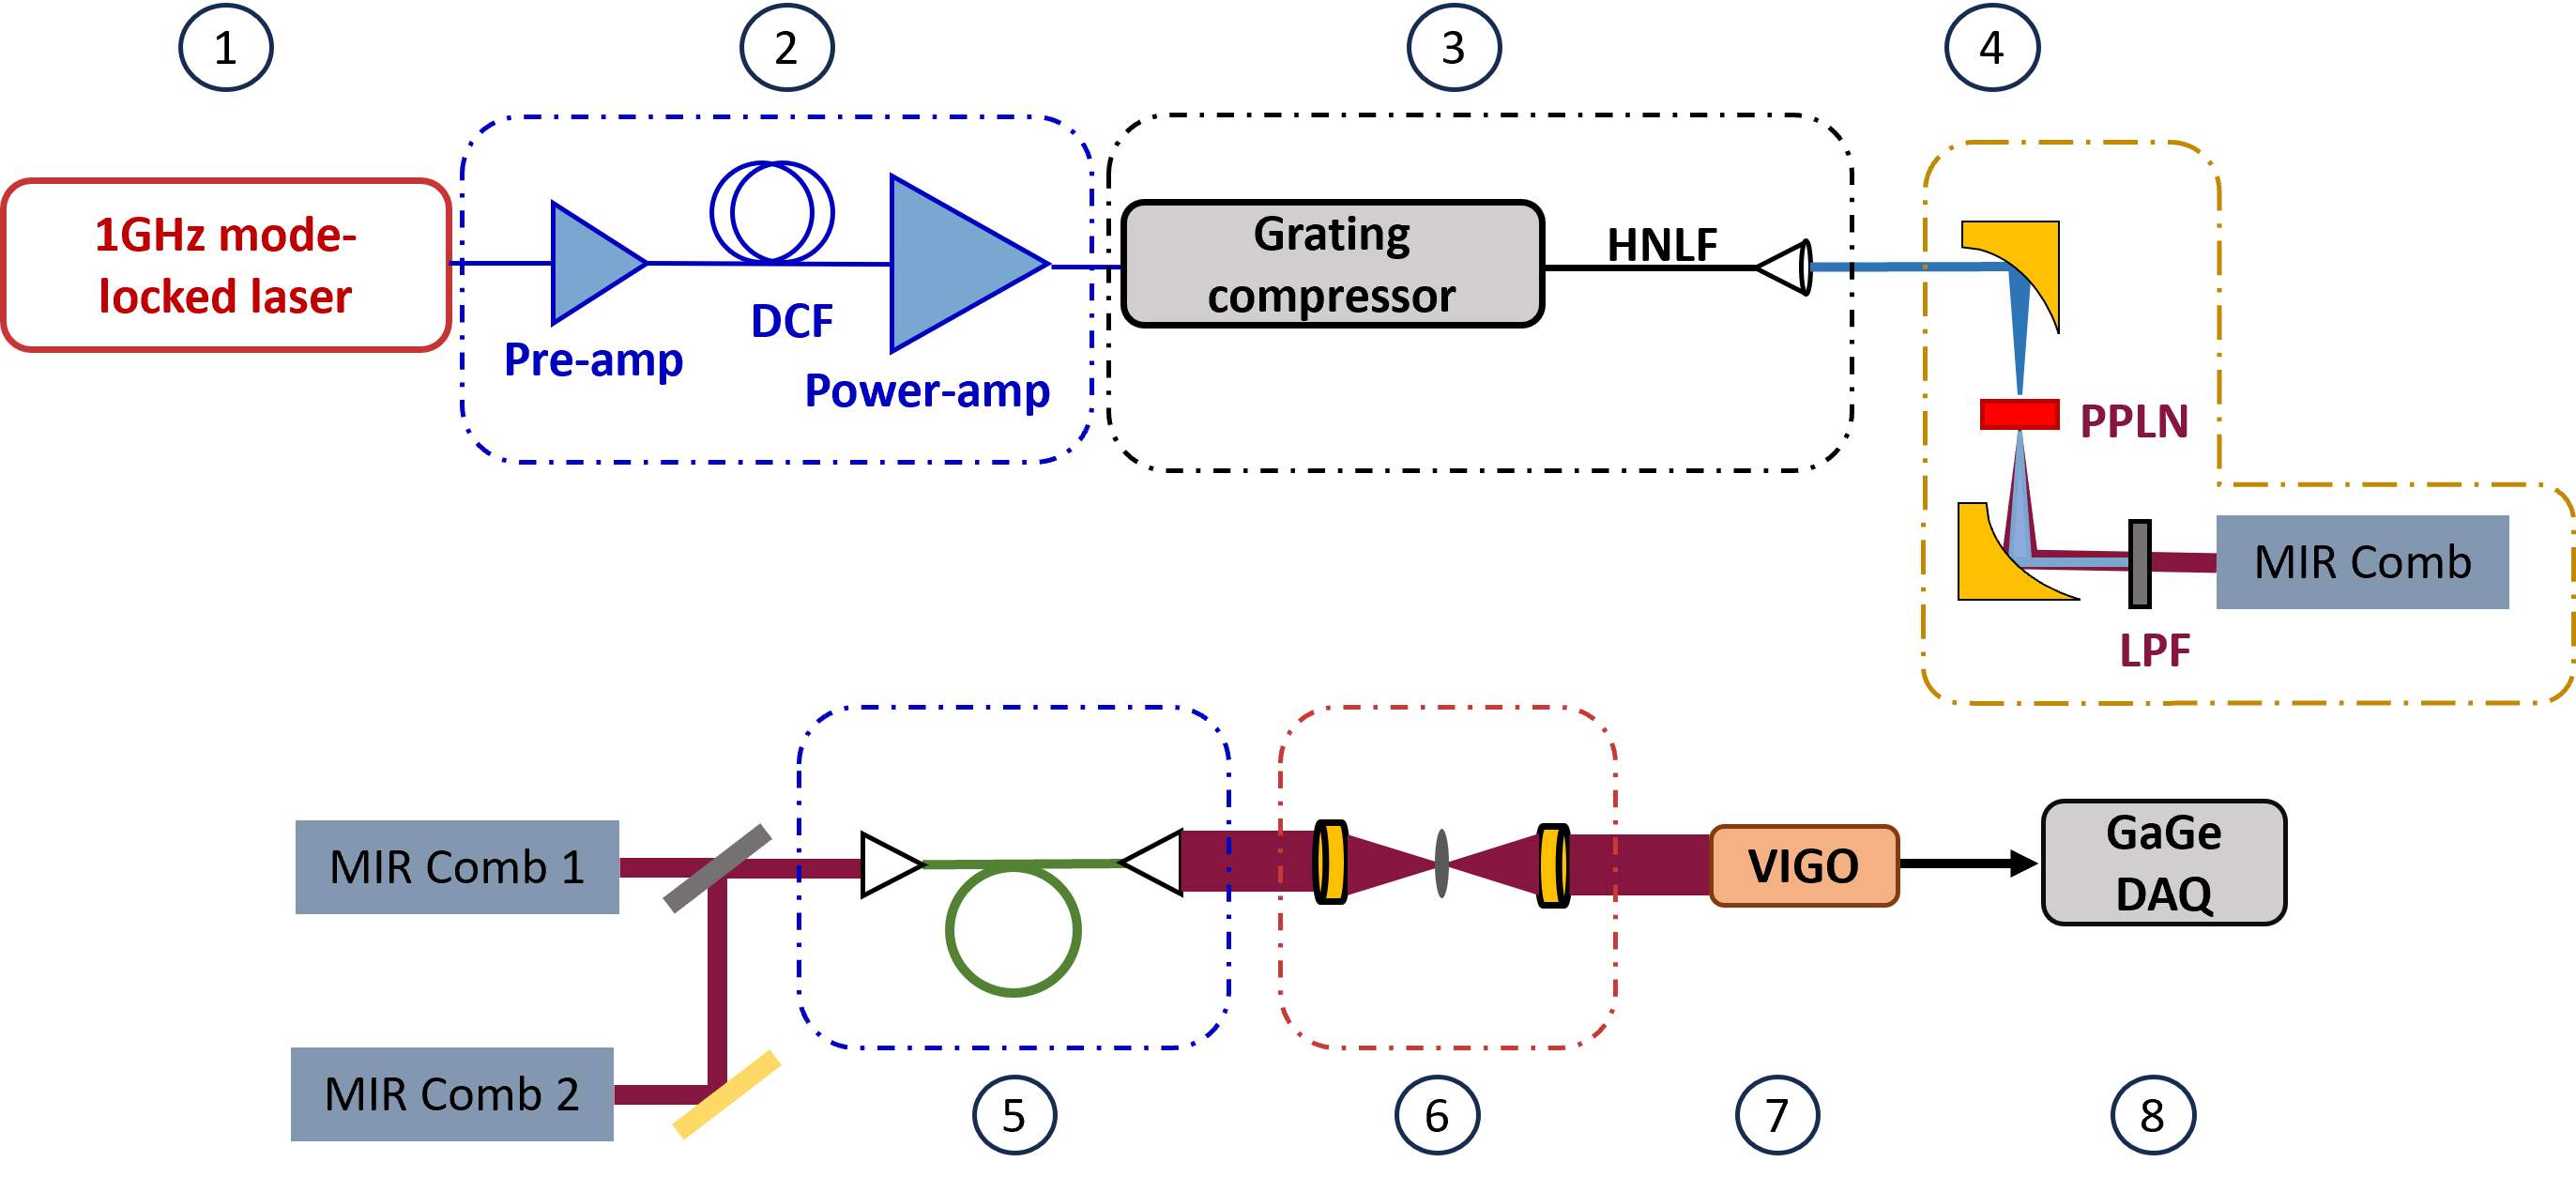 1
2
3
4
1GHz mode-
locked laser
Pre-amp
DCF
Power-amp
Grating
compressor
HNLF
PPLN
MIR Comb
LPF
MIR Comb 1
MIR Comb 2
VIGO
GaGe
DAQ
5
6
7
8